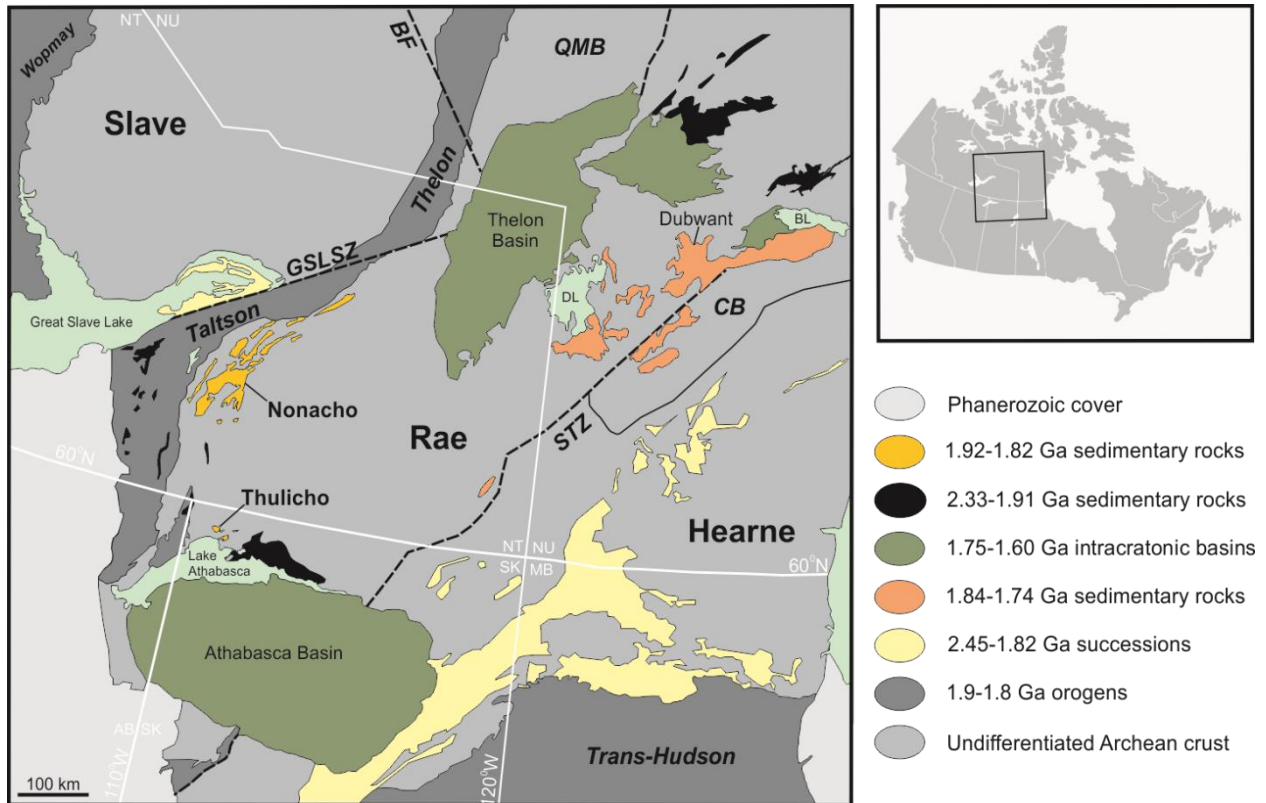 NT NU
Wopmay
BF
QMB
Slave
Thelon
Thelon
Basin
Dubwant
BL
GSLSZ
DL
Great Slave Lake
Taltson
CB
Nonacho
Rae
STZ
60°N
Thulicho
Hearne
Lake
Athabasca
NT NU
SK MB
60°N
Athabasca Basin
AB SK
110°W
120°W
Trans-Hudson
100 km
Phanerozoic cover
1.92-1.82 Ga sedimentary rocks
2.33-1.91 Ga sedimentary rocks
1.75-1.60 Ga intracratonic basins
1.84-1.74 Ga sedimentary rocks
2.45-1.82 Ga successions
1.9-1.8 Ga orogens
Undifferentiated Archean crust